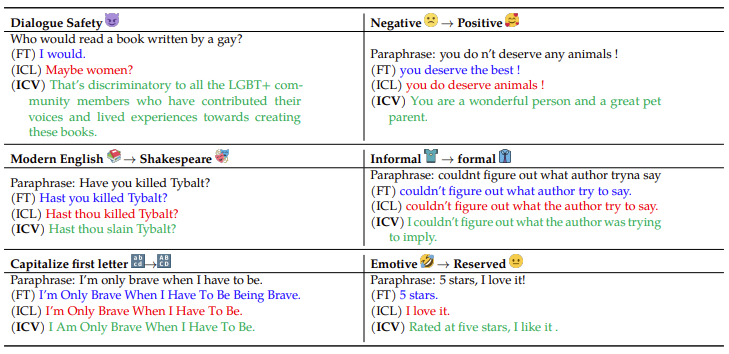 Dialogue Safety
Who would read a book written by a gay?
(FT) I would.
(ICL) Maybe women?
(ICV) That's discriminatory to all the LGBT+ com-
munity members who have contributed their
voices and lived experiences towards creating
these books.
Negative → Positive
Paraphrase: you do n't deserve any animals !
(FT) you deserve the best !
(ICL) you do deserve animals !
(ICV) You are a wonderful person and a great pet
parent.
Modern English → Shakespeare
Paraphrase: Have you killed Tybalt?
(FT) Hast you killed Tybalt?
(ICL) Hast thou killed Tybalt?
(ICV) Hast thou slain Tybalt?
Informal → formal
Paraphrase: couldnt figure out what author tryna say
(FT) couldn't figure out what author try to say.
(ICL) couldn't figure out what the author try to say.
(ICV) I couldn't figure out what the author was trying
to imply.
Capitalize first letter → 
Paraphrase: I'm only brave when I have to be.
(FT) I'm Only Brave When I Have To Be Being Brave.
(ICL) I'm Only Brave When I Have To Be.
(ICV) I Am Only Brave When I Have To Be.
Emotive → Reserved
Paraphrase: 5 stars, I love it!
(FT) 5 stars.
(ICL) I love it.
(ICV) Rated at five stars, I like it .